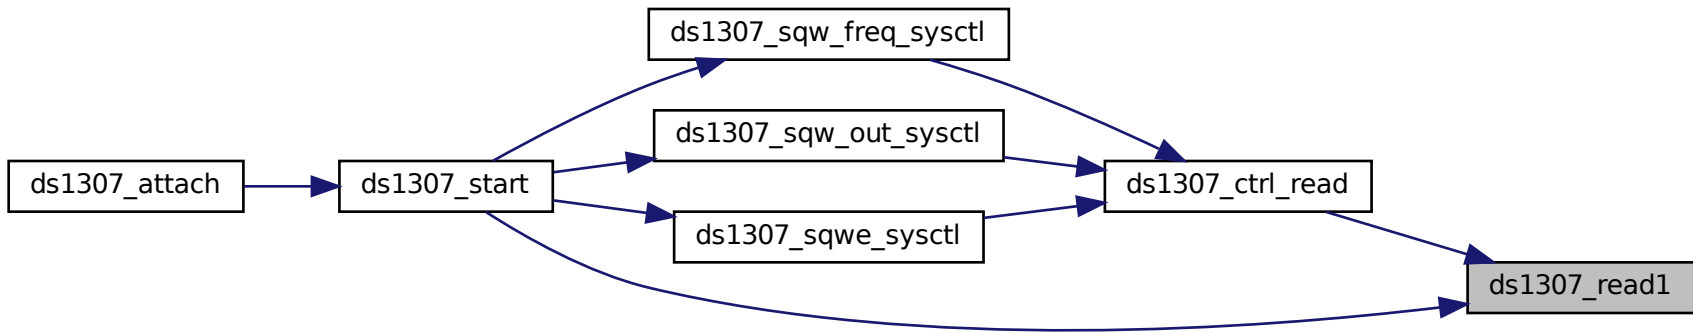 ds1307_sqw_freq_sysctl
ds1307_sqw_out_sysctl
ds1307_attach
ds1307_start
ds1307_ctrl_read
ds1307_sqwe_sysctl
ds1307_read1